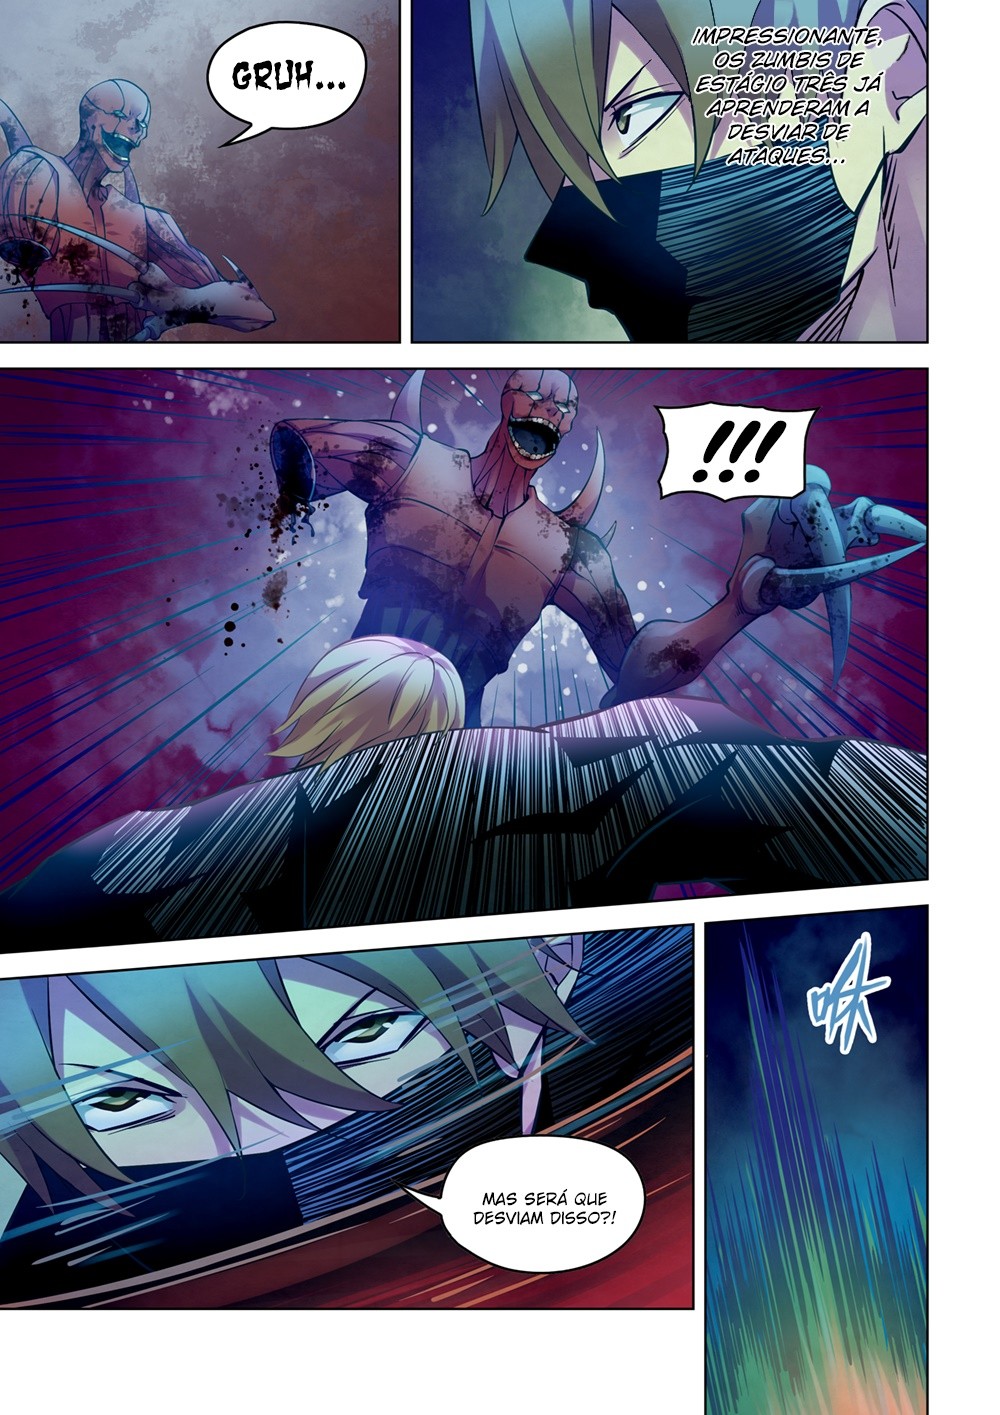 GRUH...
IMPRESSIONANTE,
OS ZUMBIS DE
ESTÁGIO TRÊS JÁ
APRENDERAM A
DESVIAR DE
ATAQUES...
!!!
MAS SERÁ QUE
DESVIAM DISSO?!